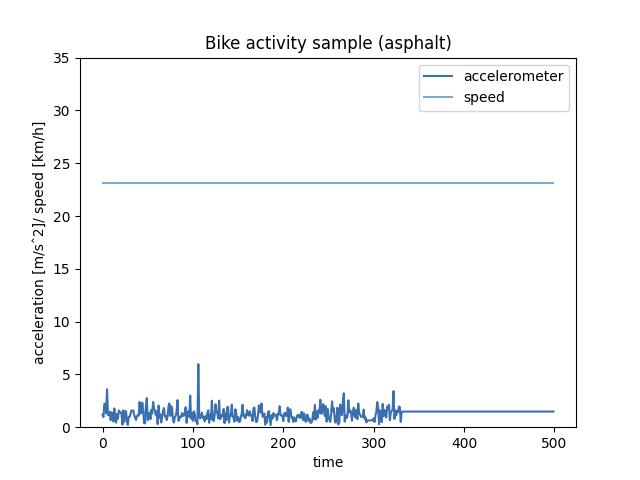 Bike activity sample (asphalt)
accelerometer
speed
acceleration [m/sˆ2]/ speed [km/h]
35
30
25
20
15
10
5
0
0 100 200 300 400 500
time